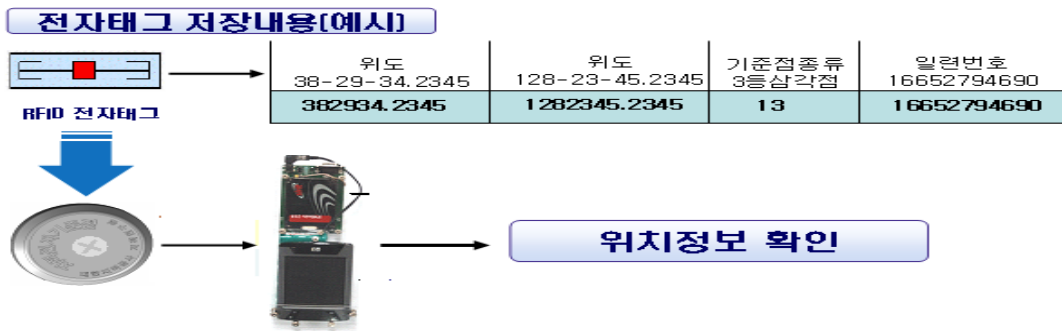 전자태그 저장내용(예시)
위도 위도 기준점종류 일련번호
38-29-34.2345 128-23-45.2345 3등삼각점 16652794690
RFID 전자태그
382934.2345 1282345.2345 13 16652794690
위치정보 확인